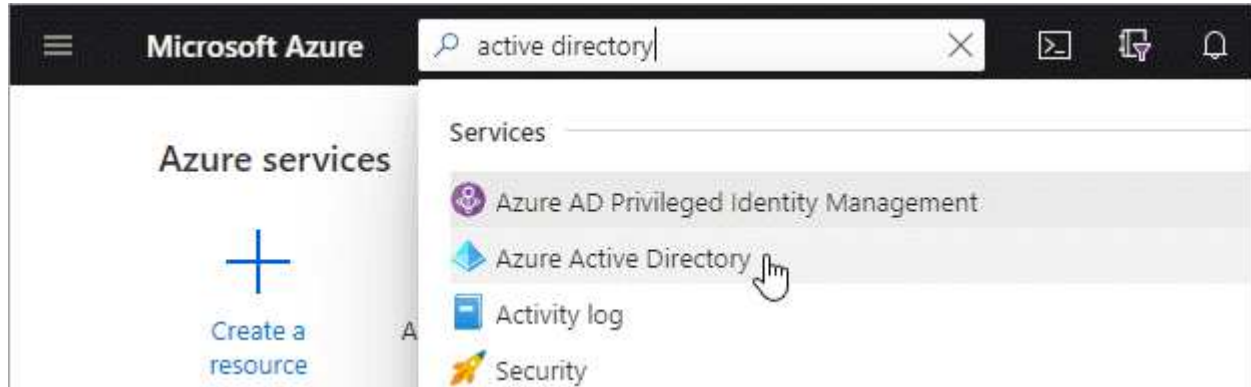 Microsoft Azure
active directory
Azure services
Create a
resource
A
Services
Azure AD Privileged Identity Management
Azure Active Directory
Activity log
Security